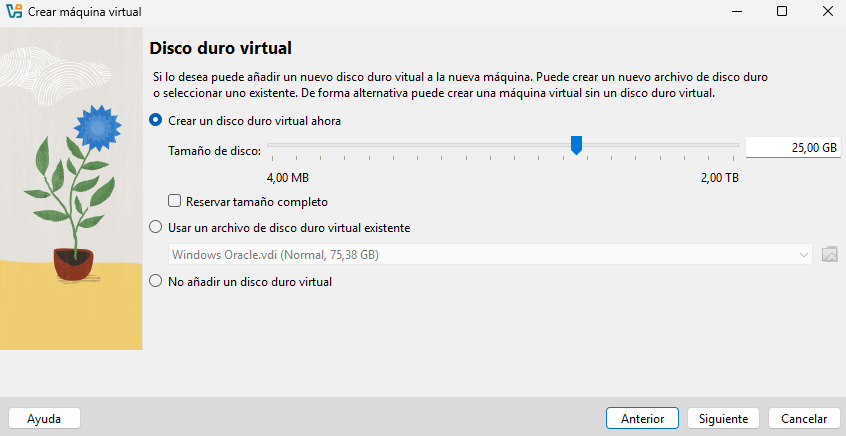 Crear máquina virtual
Disco duro virtual
Si lo desea puede añadir un nuevo disco duro vitual a la nueva máquina. Puede crear un nuevo archivo de disco duro
o seleccionar uno existente. De forma alternativa puede crear una máquina virtual sin un disco duro virtual.
Crear un disco duro virtual ahora
Tamaño de disco:
25,00 GB
4,00 MB
2,00 TB
Reservar tamaño completo
Usar un archivo de disco duro virtual existente
Windows Oracle.vdi (Normal, 75,38 GB)
No añadir un disco duro virtual
Ayuda
Anterior
Siguiente
Cancelar